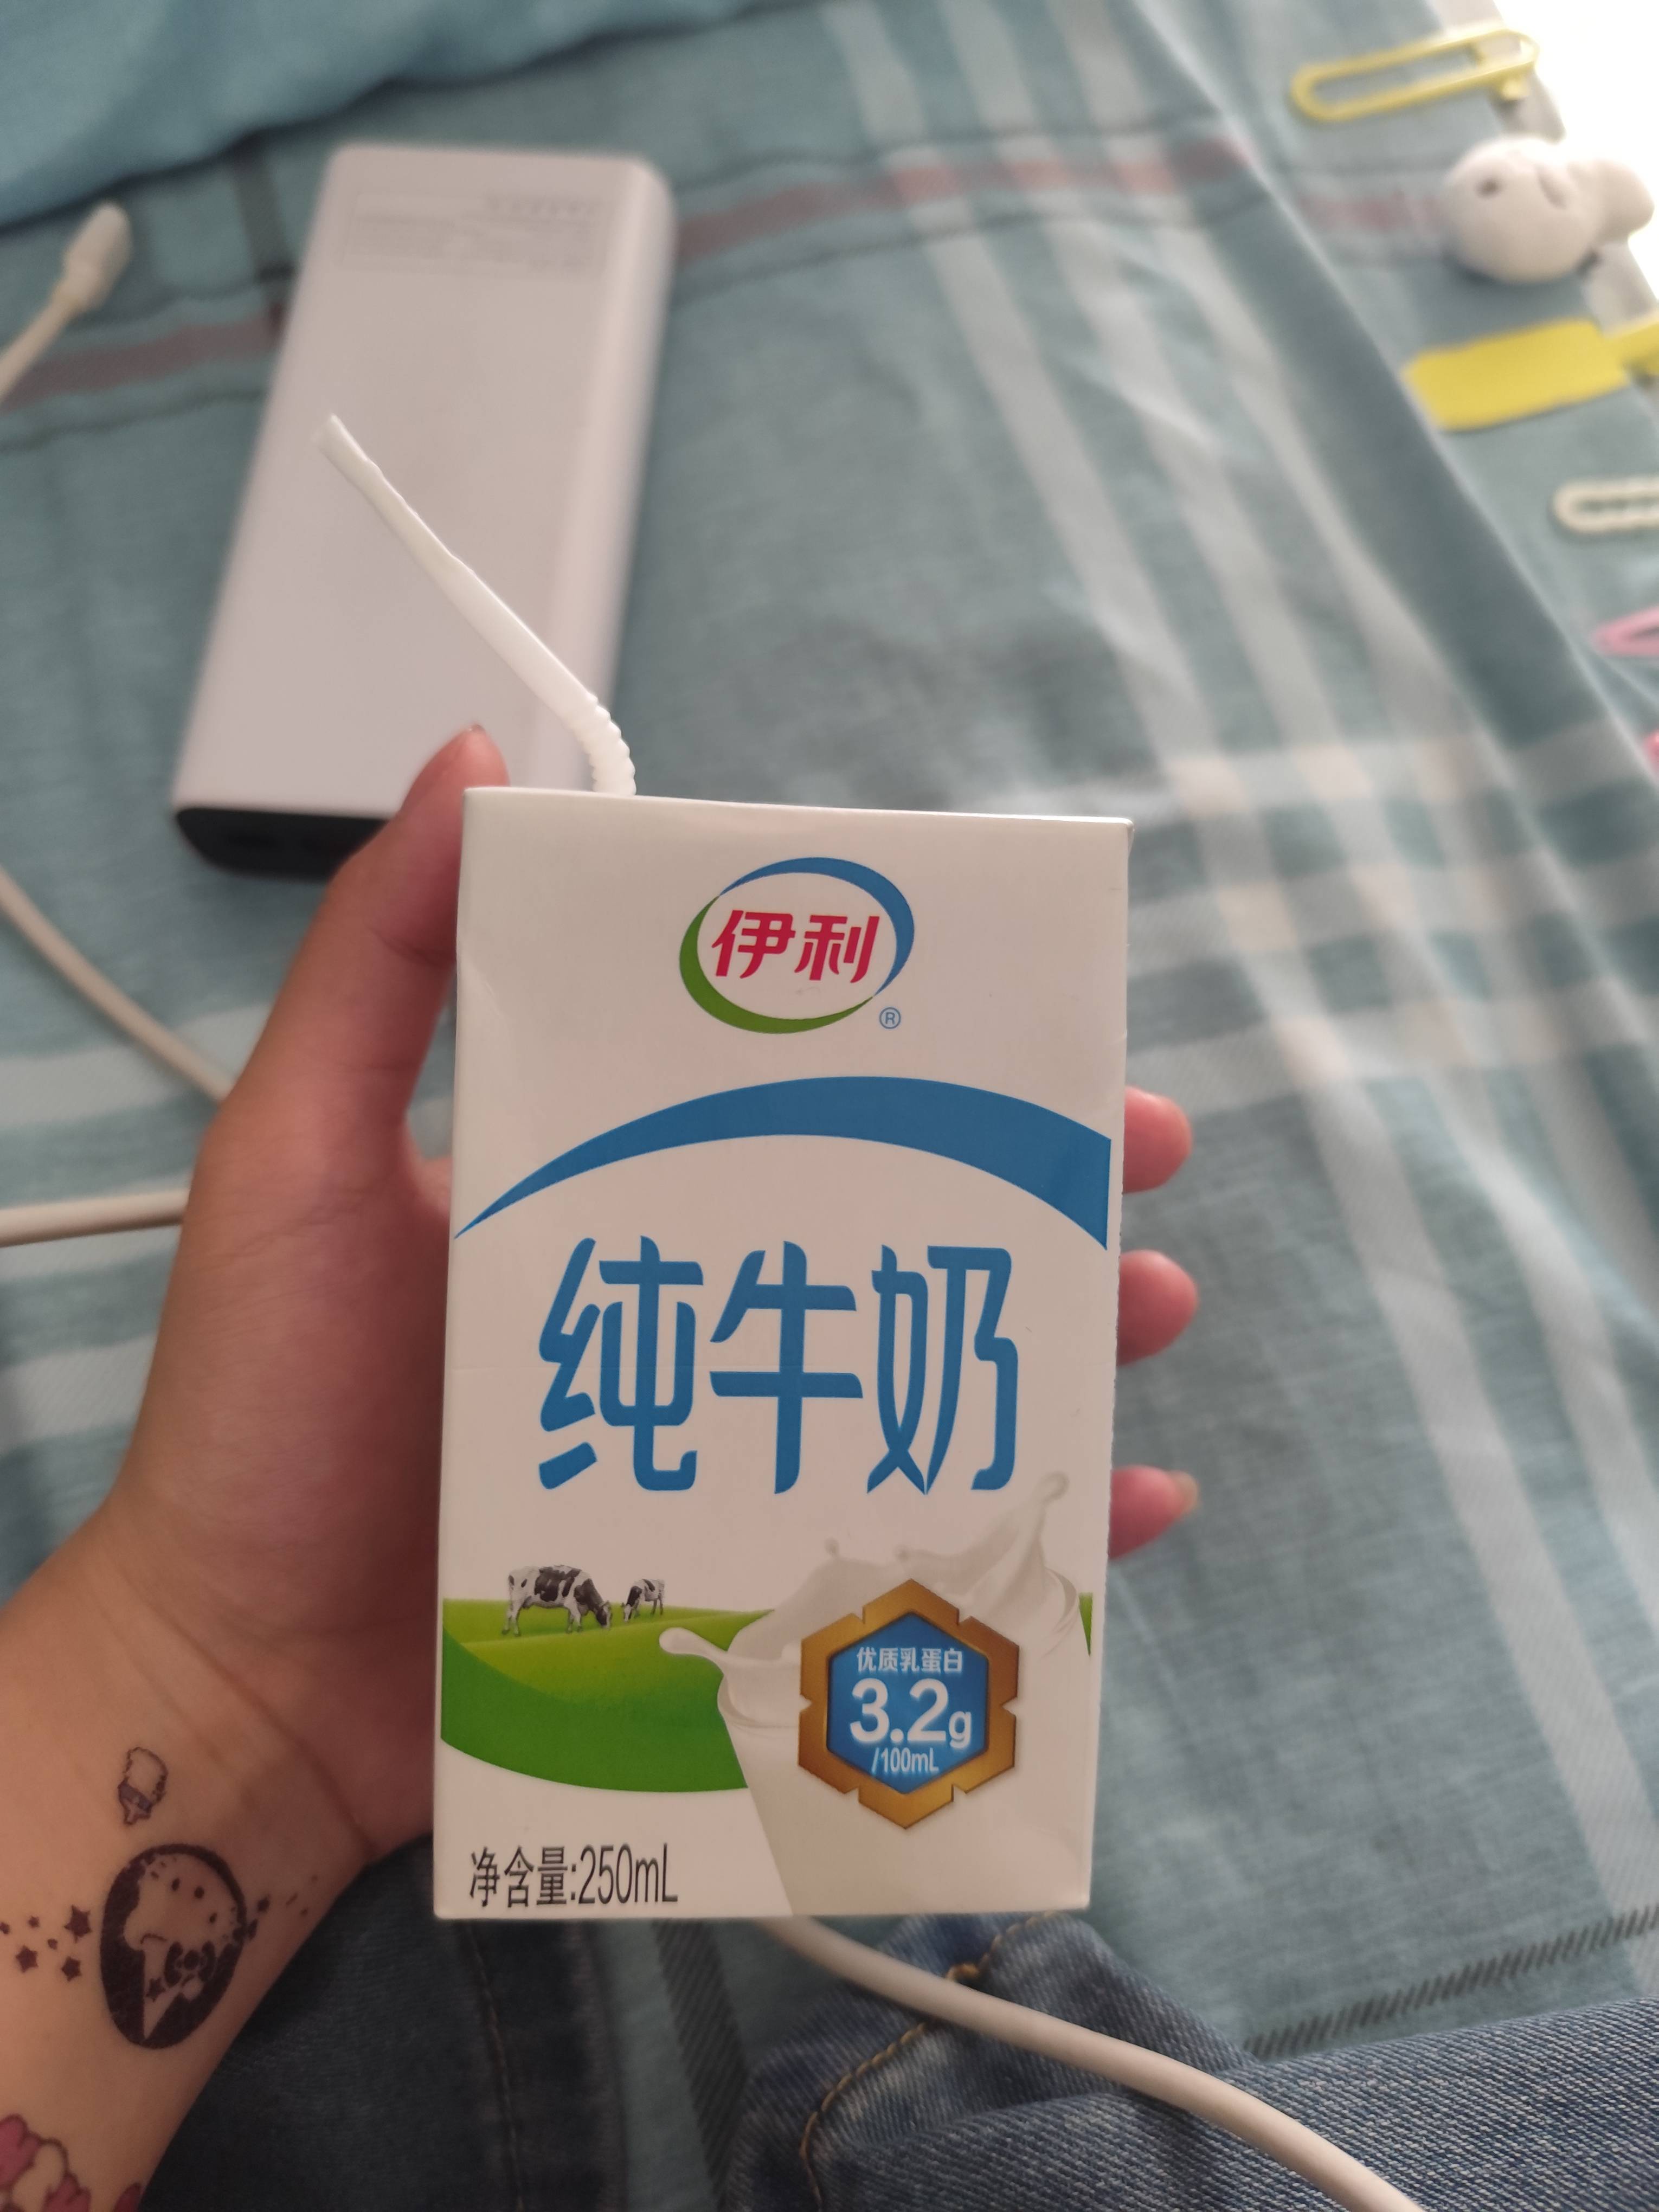 伊利
®
纯牛奶
优质乳蛋白
3.2g
/100mL
净含量:250mL